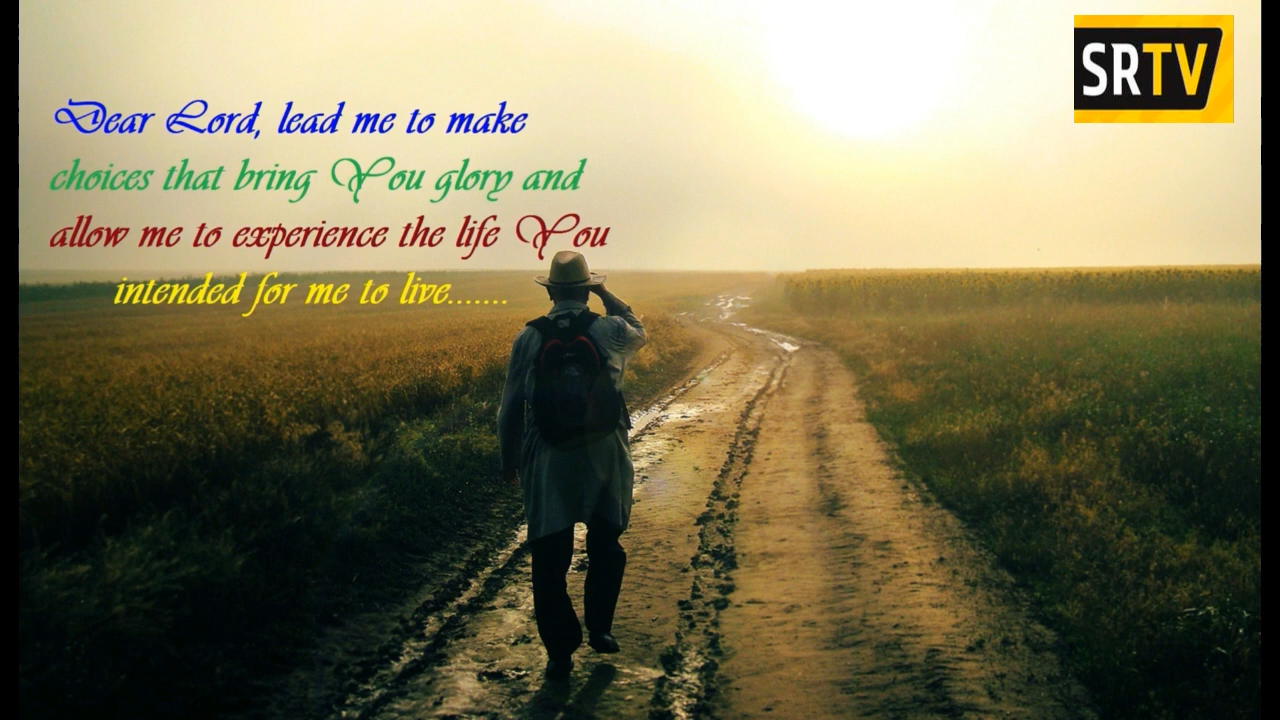 Dear Lord, lead me to make
choices that bring You glory and
allow me to experience the life You
intended for me to live.......
SRTV